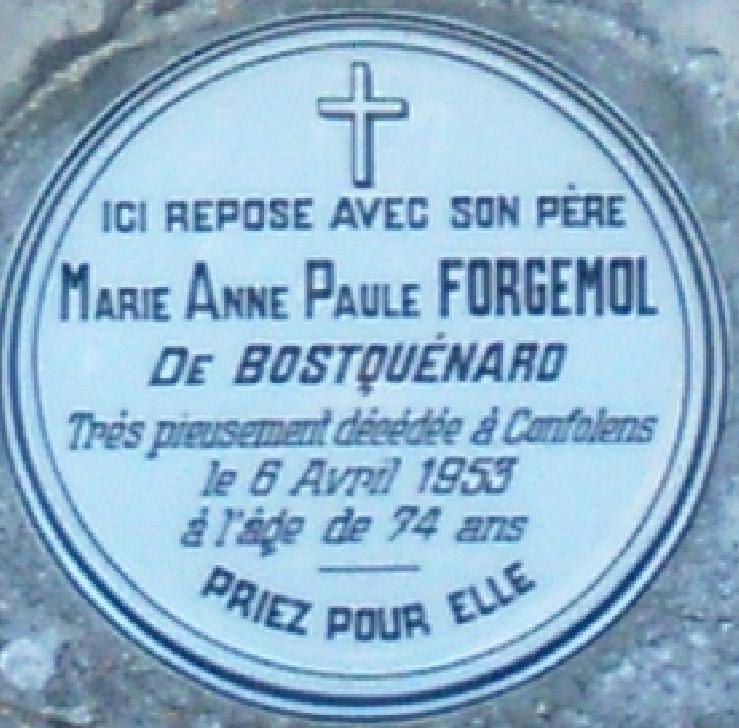 ICI REPOSE AVEC SON PÈRE
MARIE ANNE PAULE FORGEMOL
DE BOSTQUÉNARD
Trés pieusement décédée à Confolens
le 6 Avril 1953
à l'âge de 74 ans
PRIEZ POUR ELLE